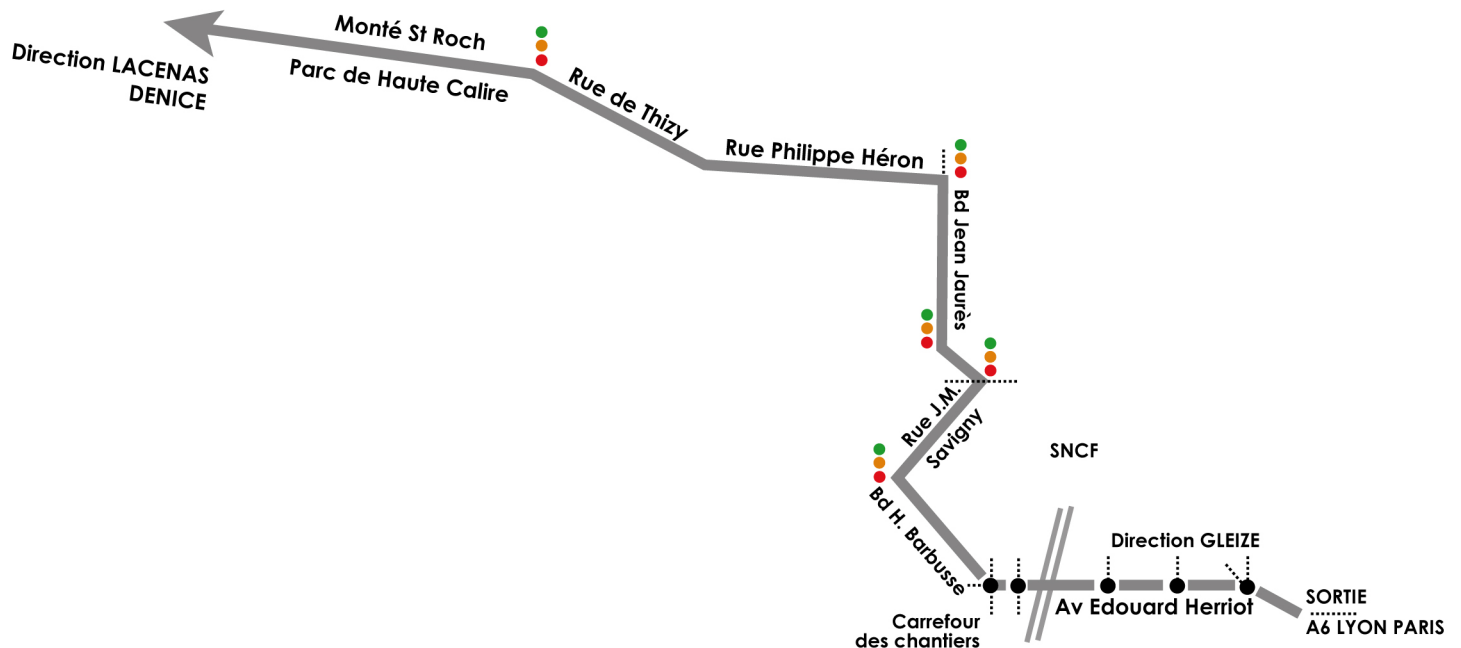 Monté St Roch
Direction LACENAS
DENICE
Parc de Haute Calire
Rue de Thizy
Rue Philippe Héron
Bd Jean Jaurès
Rue J.M.
Savigny
SNCF
Bd H. Barbusse
Direction GLEIZE
Av Edouard Herriot
SORTIE
A6 LYON PARIS
Carrefour
des chantiers